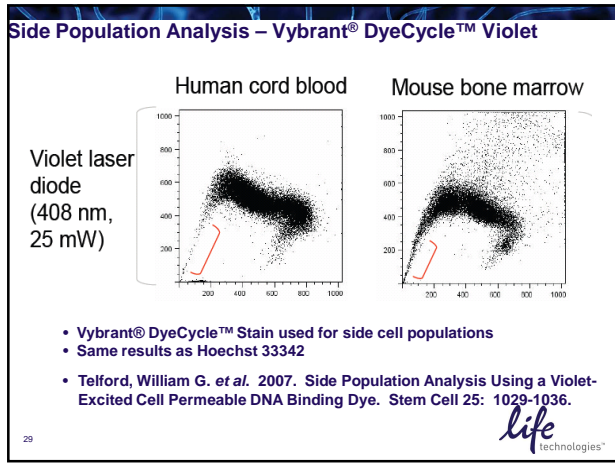 Side Population Analysis – Vybrant® DyeCycle™ Violet
Human cord blood
Mouse bone marrow
Violet laser
diode
(408 nm,
25 mW)
1000
800
600
400
200
200 400 600 800 1000
1000
800
600
400
200
200 400 600 800 1000
• Vybrant® DyeCycle™ Stain used for side cell populations
• Same results as Hoechst 33342
• Telford, William G. et al. 2007. Side Population Analysis Using a Violet-
Excited Cell Permeable DNA Binding Dye. Stem Cell 25: 1029-1036.
29
life
technologies™